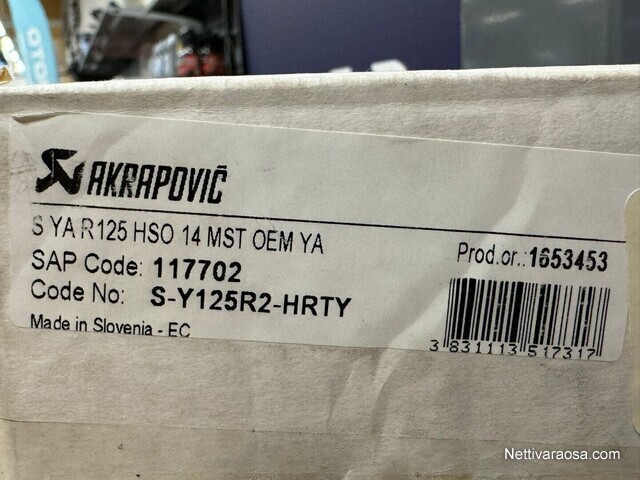 OTO
AKRAPOVIČ
S YA R125 HSO 14 MST OEM YA
SAP Code: 117702
Code No: S-Y125R2-HRTY
Made in Slovenia - EC
Prod.or.:1653453
3 831113 517317
Nettivaraosa.com